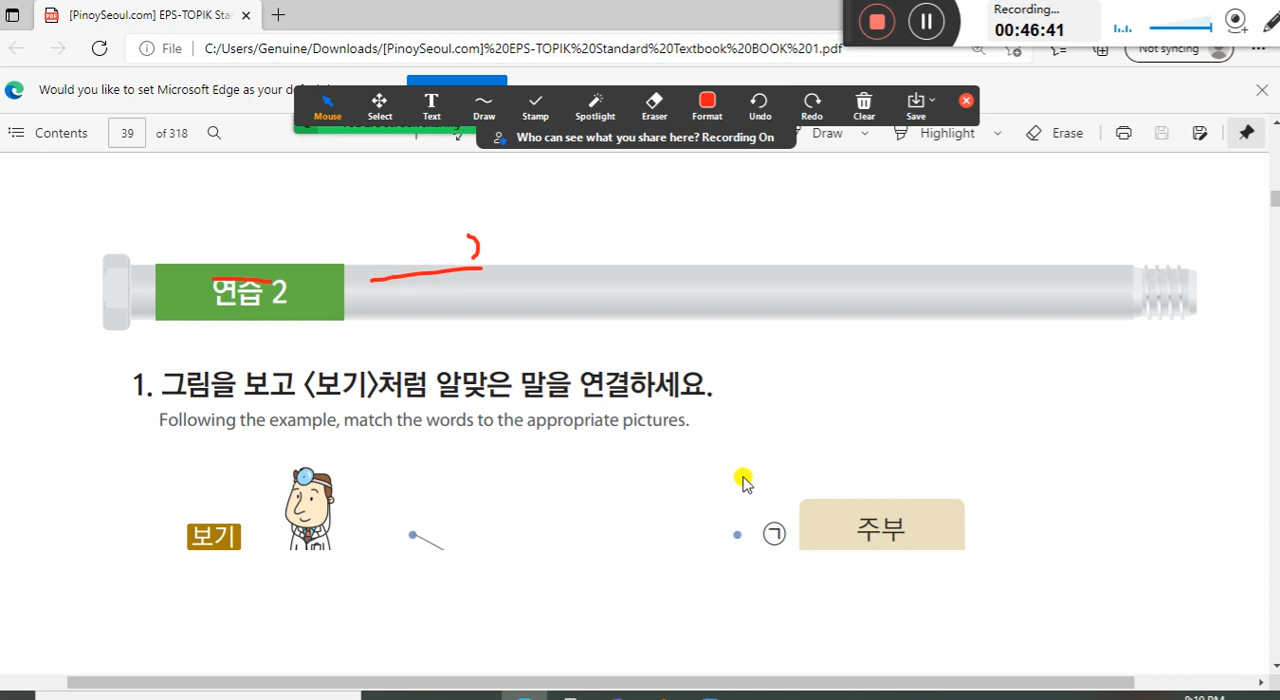 [PinoySeoul.com] EPS-TOPIK Sta
Recording...
00:46:41
File
C:/Users/Genuine/Downloads/[PinoySeoul.com]%20EPS-TOPIK%20Standard%20Textbook%20BOOK%201.pdf
Not syncing
Would you like to set Microsoft Edge as your de
Mouse Select Text Draw Stamp Spotlight Eraser Format Undo Redo Clear Save
Who can see what you share here? Recording On
Contents 39 of 318 Draw Highlight Erase
연습 2
1. 그림을 보고 <보기>처럼 알맞은 말을 연결하세요.
Following the example, match the words to the appropriate pictures.
보기 ㉠ 주부